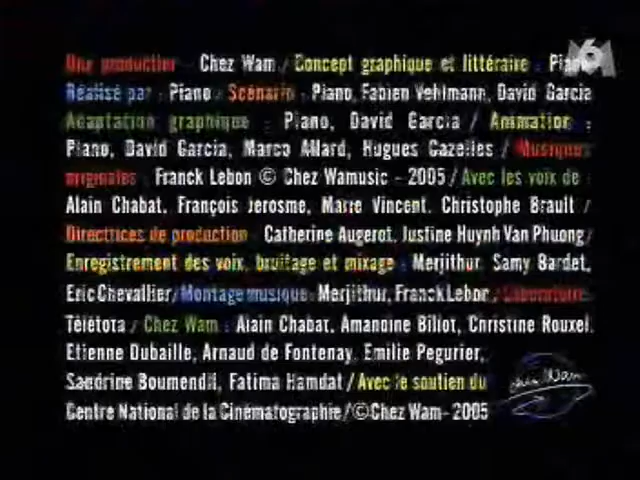 Une production : Chez Wam / Concept graphique et littéraire : Piano
M6
Réalisé par : Piano / Scénario : Piano, Fabien Vehlmann, David Garcia
Adaptation graphique : Piano, David Garcia / Animation :
Piano, David Garcia, Marco Allard, Hugues Cazelles / Musiques
originales : Franck Lebon © Chez Wamusic - 2005 / Avec les voix de :
Alain Chabat, François Jerosme, Marie Vincent, Christophe Brault /
Directrices de production : Catherine Augerot, Justine Huynh Van Phuong /
Enregistrement des voix, bruitage et mixage : Merjithur, Samy Bardet,
Eric Chevallier / Montage musique : Merjithur, Franck Lebon / Laboratoire :
Télétota / Chez Wam : Alain Chabat, Amandine Billot, Christine Rouxel,
Etienne Dubaille, Arnaud de Fontenay, Emilie Pegurier,
Sandrine Boumendil, Fatima Hamdat / Avec le soutien du
Chez Wam
Centre National de la Cinématographie / © Chez Wam - 2005